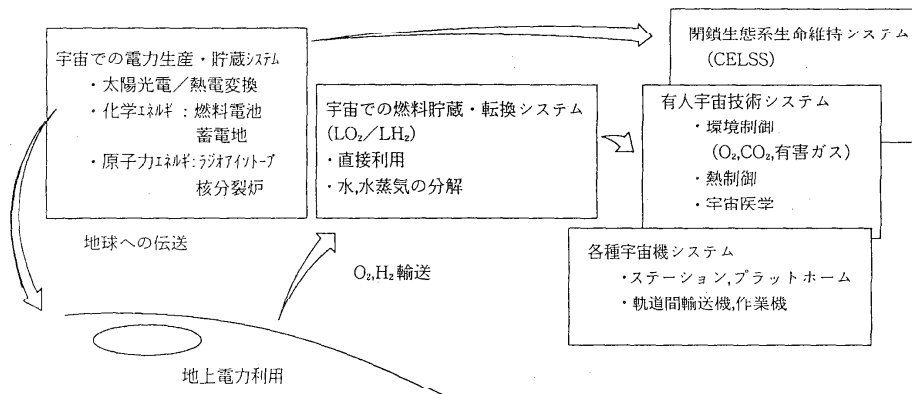 宇宙での電力生産・貯蔵システム
・太陽光電／熱電変換
・化学エネルギ：燃料電池
蓄電地
・原子力エネルギ：ラジオアイソトープ
核分裂炉
宇宙での燃料貯蔵・転換システム
(LO₂／LH₂)
・直接利用
・水,水蒸気の分解
閉鎖生態系生命維持システム
(CELSS)
有人宇宙技術システム
・環境制御
(O₂,CO₂,有害ガス)
・熱制御
・宇宙医学
各種宇宙機システム
・ステーション,プラットホーム
・軌道間輸送機,作業機
地球への伝送
O₂,H₂輸送
地上電力利用